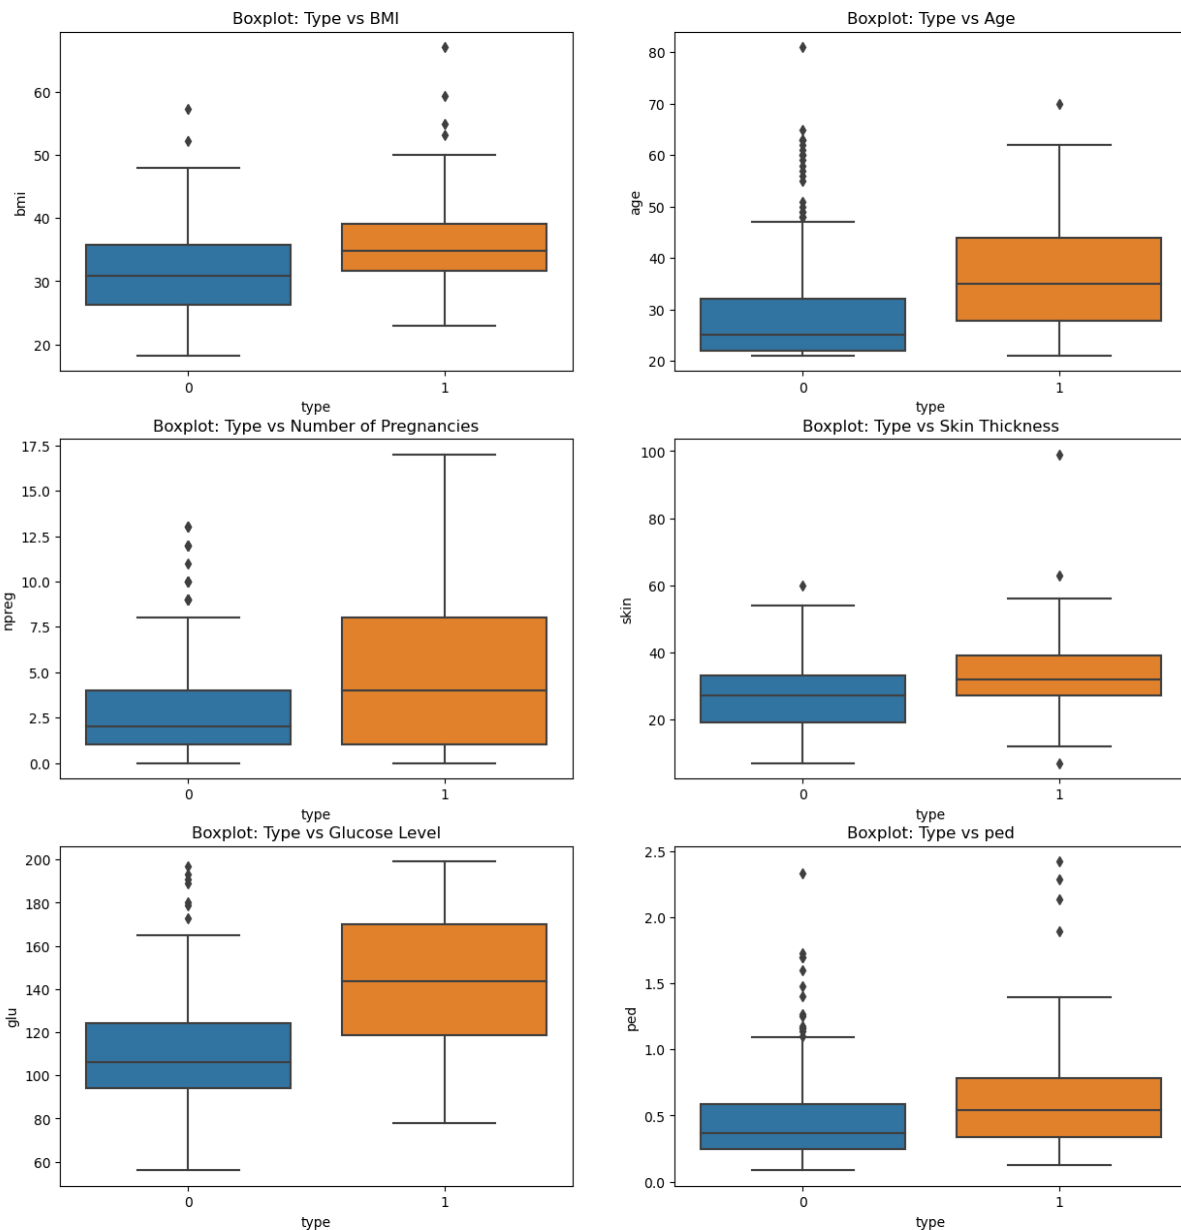 Boxplot: Type vs BMI
60
50
40
30
20
bmi
0
1
type
Boxplot: Type vs Age
80
70
60
50
40
30
20
age
0
1
type
Boxplot: Type vs Number of Pregnancies
17.5
15.0
12.5
10.0
7.5
5.0
2.5
0.0
npreg
0
1
type
Boxplot: Type vs Skin Thickness
100
80
60
40
20
skin
0
1
type
Boxplot: Type vs Glucose Level
200
180
160
140
120
100
80
60
glu
0
1
type
Boxplot: Type vs ped
2.5
2.0
1.5
1.0
0.5
0.0
ped
0
1
type